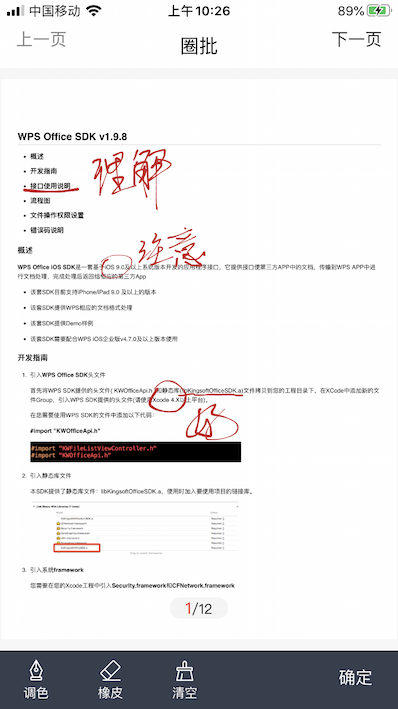 中国移动 上午10:26 89%
上一页 圈批 下一页
WPS Office SDK v1.9.8
• 概述
• 开发指南
• 接口使用说明
• 流程图
• 文件操作权限设置
• 错误码说明
理解
注意
概述
WPS Office iOS SDK是一套基于iOS 9.0及以上系统版本开发的应用程序接口，它提供接口使第三方APP中的文档，传输到WPS APP中进
行文档处理，完成处理后返回给对应的第三方App
• 该套SDK目前支持iPhone/iPad 9.0 及以上的版本
• 该套SDK提供WPS相应的文档格式处理
• 该套SDK提供Demo样例
• 该套SDK需要配合WPS iOS企业版v4.7.0及以上版本使用
开发指南
1. 引入WPS Office SDK头文件
首先将WPS SDK提供的头文件( KWOfficeApi.h )和静态库(libKingsoftOfficeSDK.a)文件拷贝到您的工程目录下，在XCode中添加新的文
件Group，引入WPS SDK提供的头文件(请使用Xcode 4.X以上平台)。
在您需要使用WPS SDK的文件中添加以下代码:
好
#import "KWOfficeApi.h"
#import "KWFileListViewController.h"
#import "KWOfficeApi.h"
2. 引入静态库文件
本SDK提供了静态库文件：libKingsoftOfficeSDK.a，使用时加入要使用项目的链接库。
3. 引入系统framework
您需要在您的Xcode工程中引入Security.framework和CFNetwork.framework
1/12
调色 橡皮 清空 确定